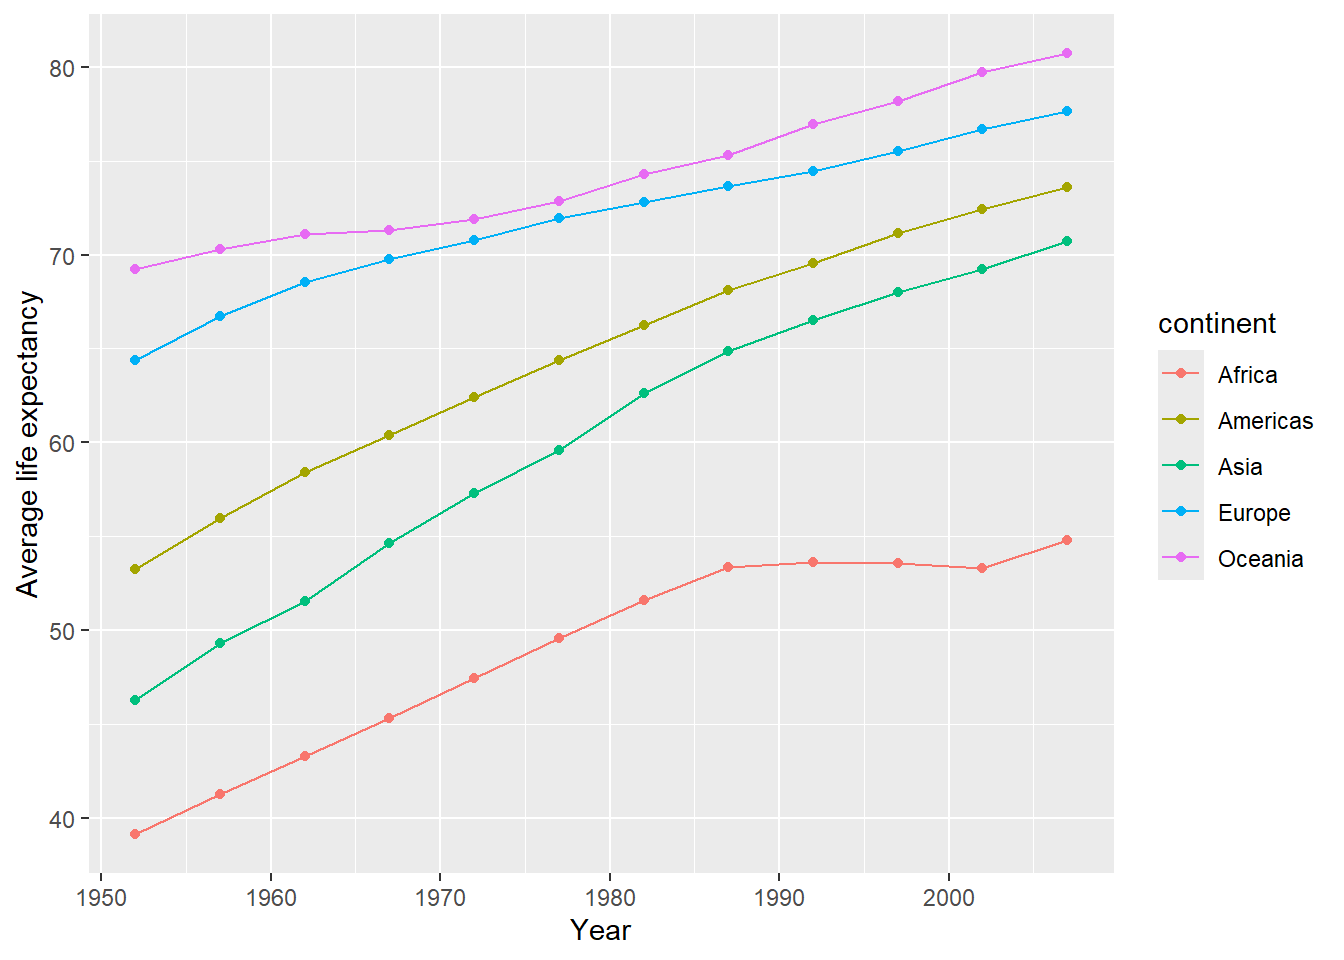 80
70
60
50
40
Average life expectancy
1950 1960 1970 1980 1990 2000
Year
continent
Africa
Americas
Asia
Europe
Oceania